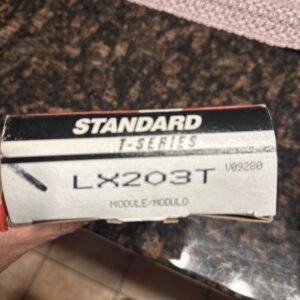 STANDARD
T-SERIES
LX203T V09280
MODULE/MODULO